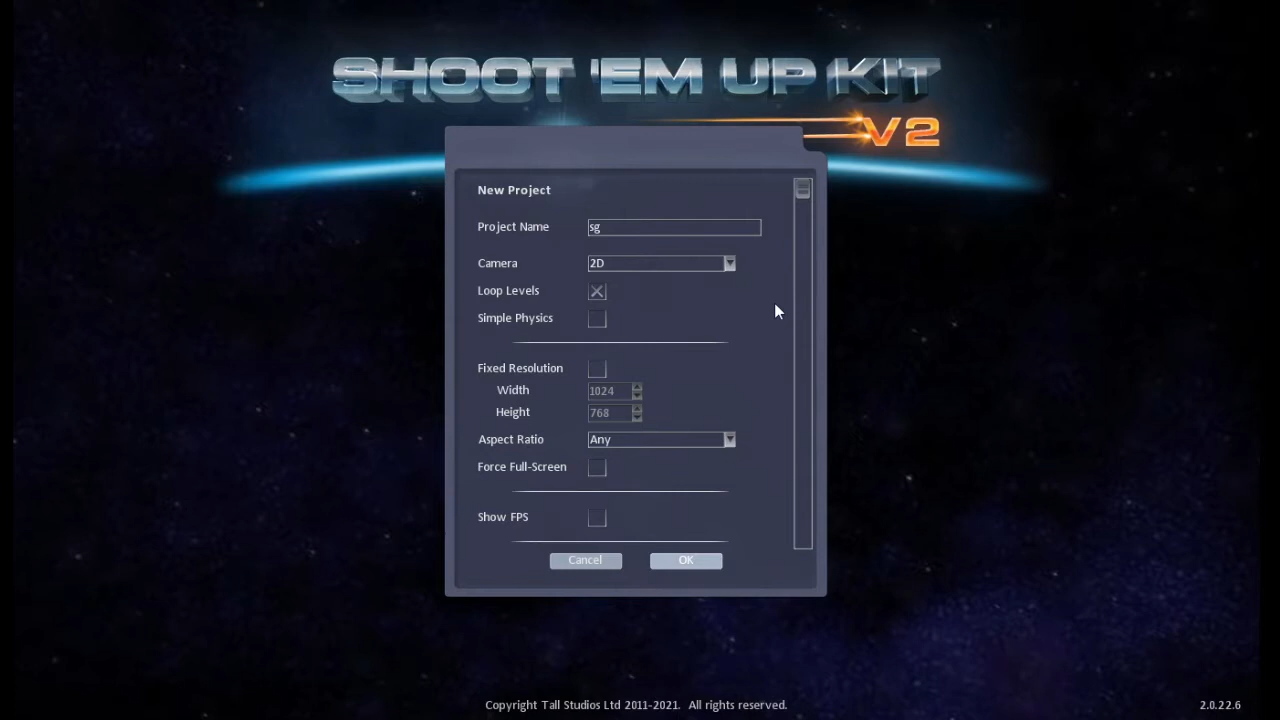 SHOOT 'EM UP KIT
V2
New Project
Project Name sg
Camera 2D
Loop Levels
Simple Physics
Fixed Resolution
Width 1024
Height 768
Aspect Ratio Any
Force Full-Screen
Show FPS
Cancel OK
Copyright Tall Studios Ltd 2011-2021. All rights reserved. 2.0.22.6